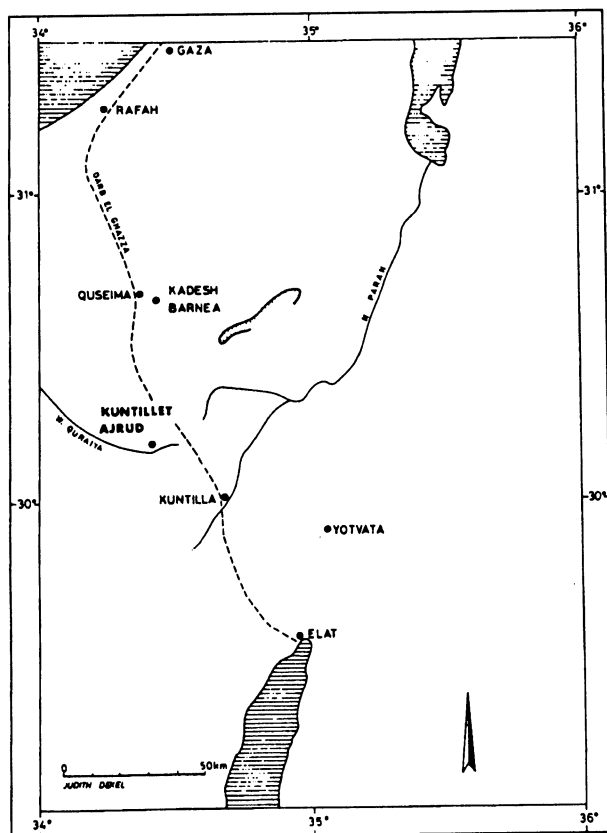 34°
35°
36°
GAZA
RAFAH
31°
31°
DARB EL GHAZZA
QUSEIMA
KADESH
BARNEA
N. PARAN
KUNTILLET
AJRUD
W. QURAIYA
30°
30°
KUNTILLA
YOTVATA
ELAT
0
50km
JUDITH DEKEL
34°
35°
36°